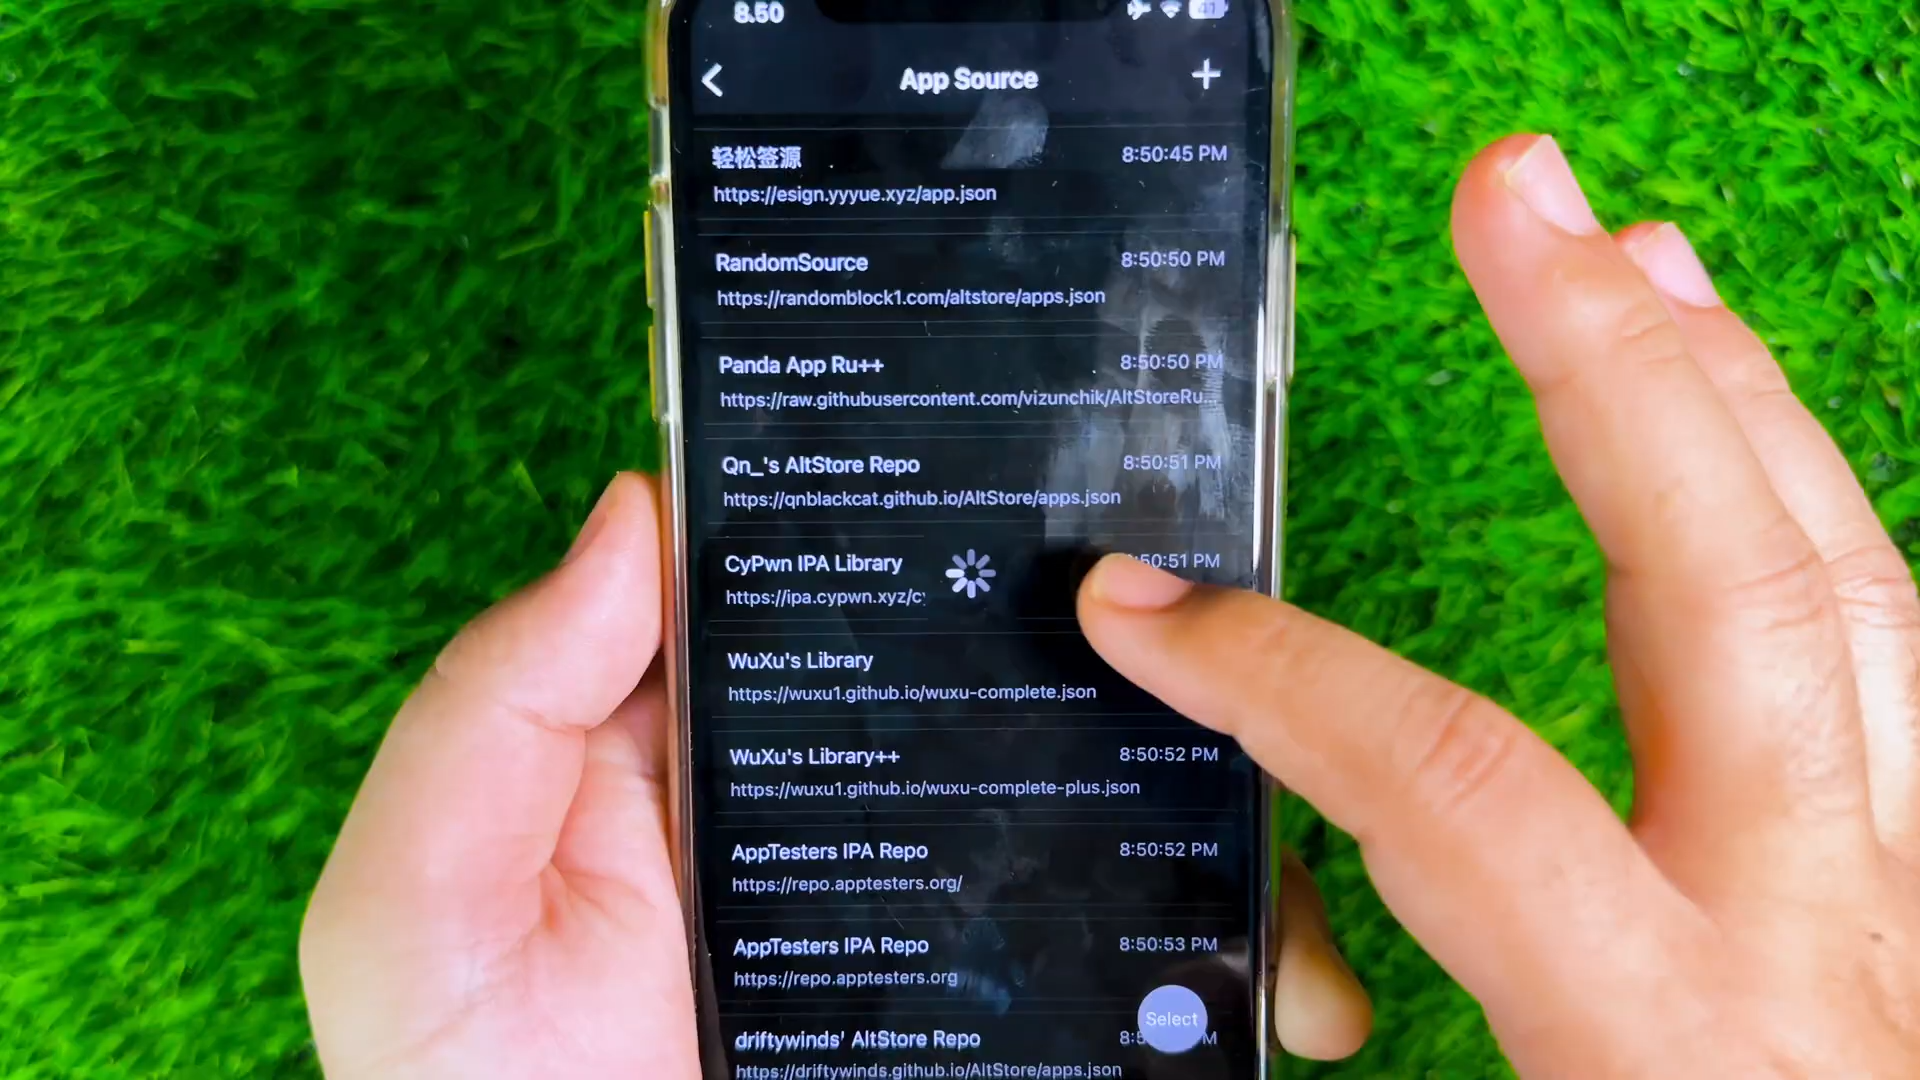 8.50
41
App Source
轻松签源
8:50:45 PM
https://esign.yyyue.xyz/app.json
RandomSource
8:50:50 PM
https://randomblock1.com/altstore/apps.json
Panda App Ru++
8:50:50 PM
https://raw.githubusercontent.com/vizunchik/AltStoreRu...
Qn_'s AltStore Repo
8:50:51 PM
https://qnblackcat.github.io/AltStore/apps.json
CyPwn IPA Library
:50:51 PM
https://ipa.cypwn.xyz/c
WuXu's Library
https://wuxu1.github.io/wuxu-complete.json
WuXu's Library++
8:50:52 PM
https://wuxu1.github.io/wuxu-complete-plus.json
AppTesters IPA Repo
8:50:52 PM
https://repo.apptesters.org/
AppTesters IPA Repo
8:50:53 PM
https://repo.apptesters.org
Select
driftywinds' AltStore Repo
8:5 M
https://driftywinds.github.io/AltStore/apps.json